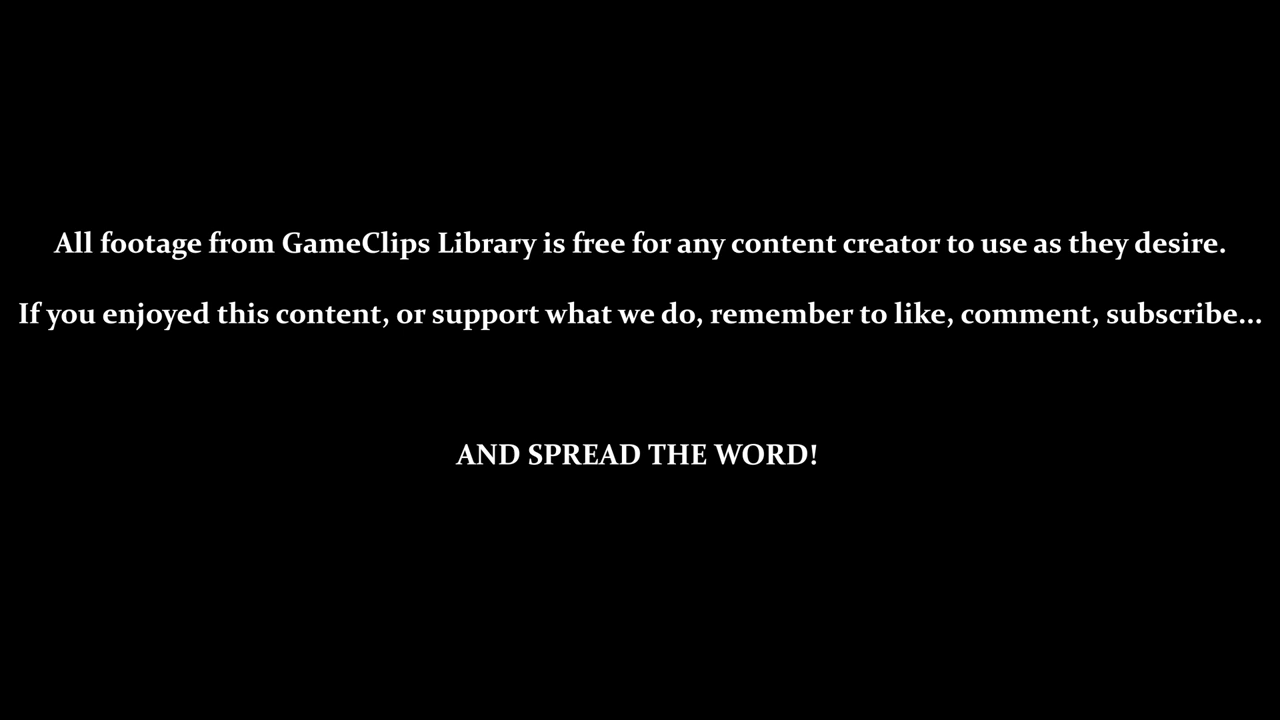 All footage from GameClips Library is free for any content creator to use as they desire.
If you enjoyed this content, or support what we do, remember to like, comment, subscribe...
AND SPREAD THE WORD!